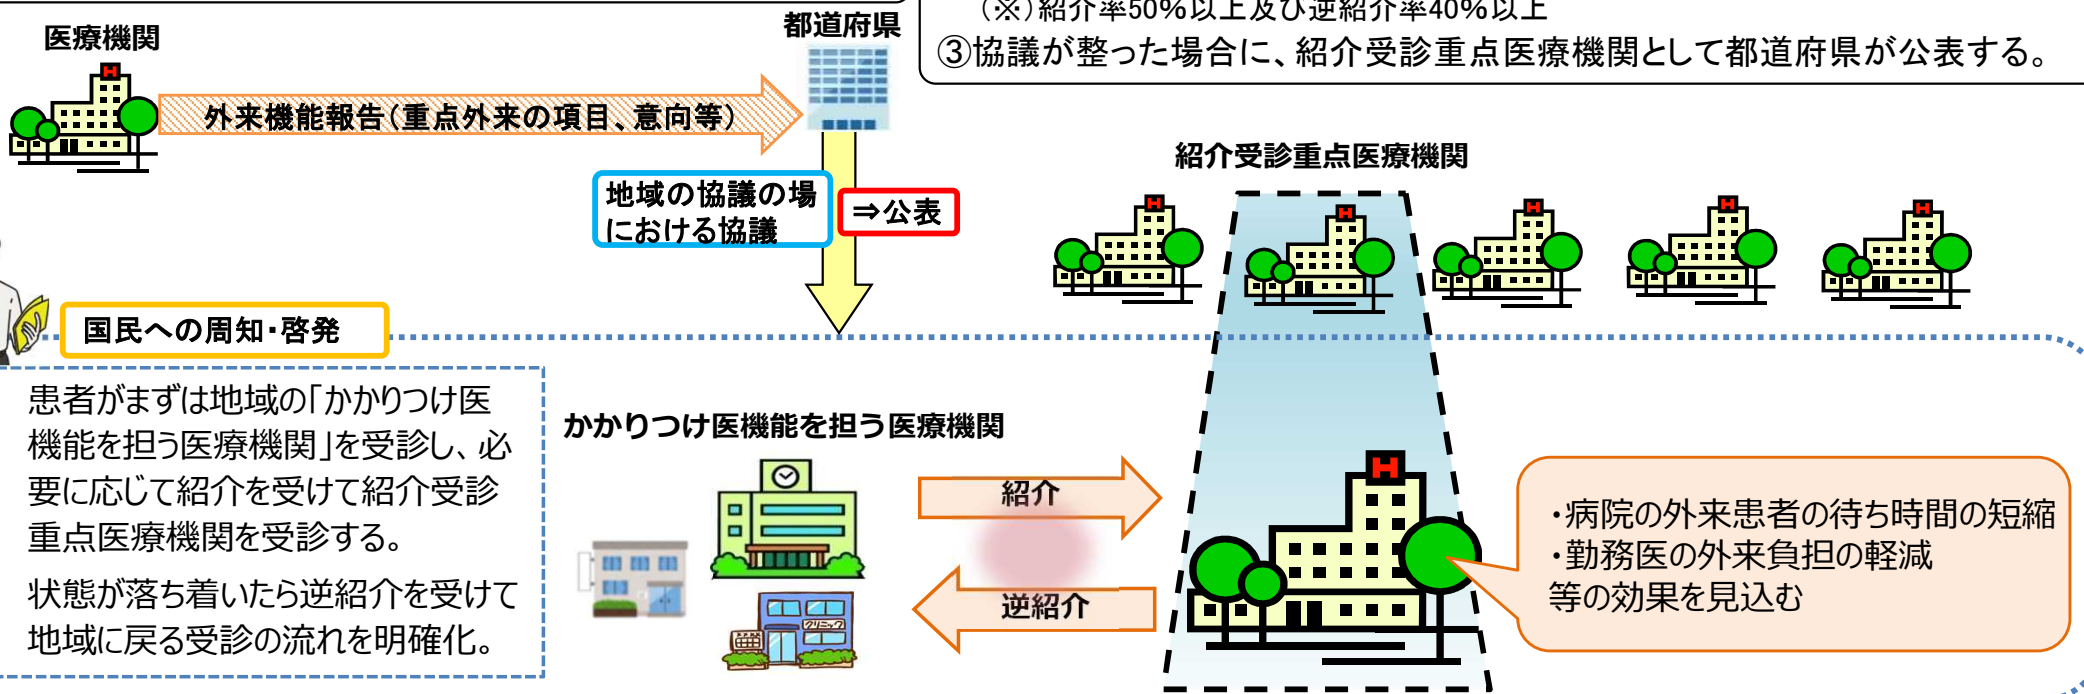 (※)紹介率50%以上及び逆紹介率40%以上
③協議が整った場合に、紹介受診重点医療機関として都道府県が公表する。
医療機関
都道府県
外来機能報告(重点外来の項目、意向等)
地域の協議の場
における協議
⇒公表
紹介受診重点医療機関
国民への周知・啓発
患者がまずは地域の「かかりつけ医
機能を担う医療機関」を受診し、必
要に応じて紹介を受けて紹介受診
重点医療機関を受診する。
状態が落ち着いたら逆紹介を受けて
地域に戻る受診の流れを明確化。
かかりつけ医機能を担う医療機関
クリニック
紹介
逆紹介
・病院の外来患者の待ち時間の短縮
・勤務医の外来負担の軽減
等の効果を見込む